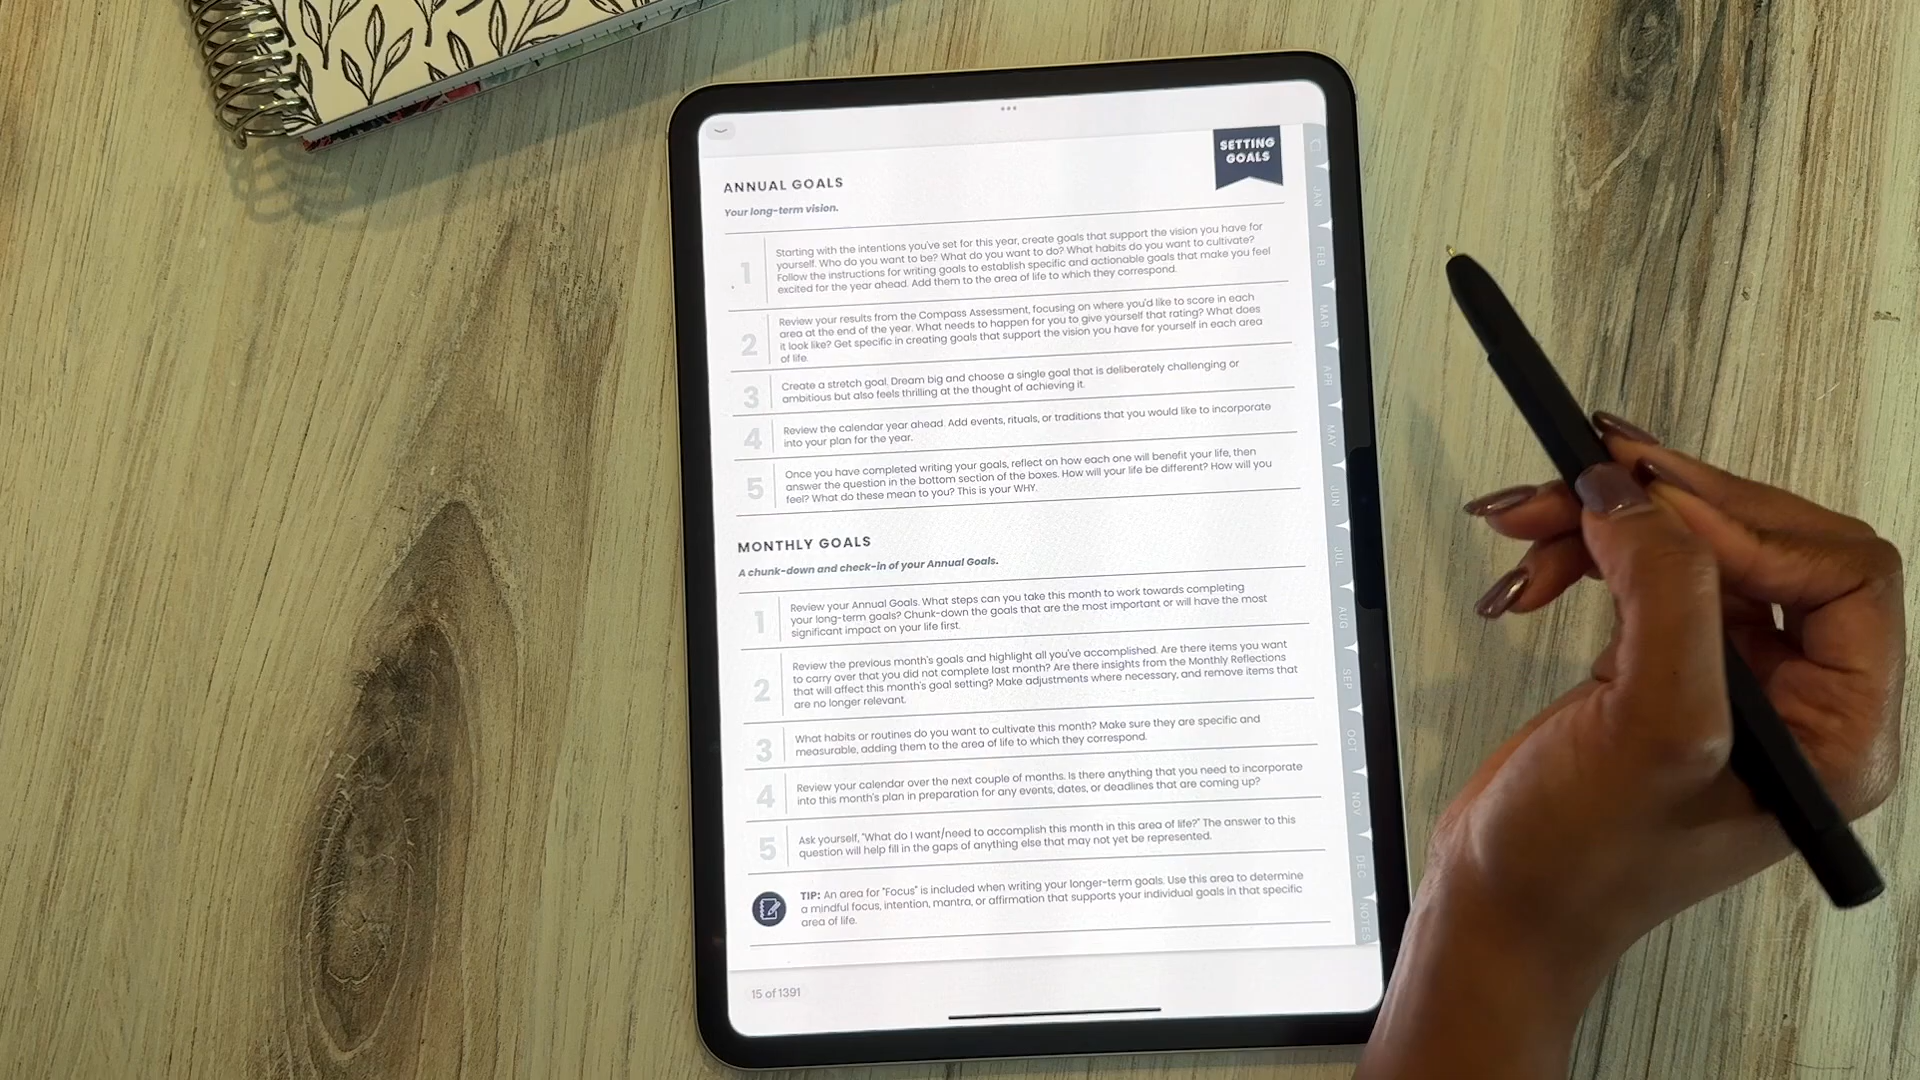 SETTING
GOALS
ANNUAL GOALS
Your long-term vision.
1
Starting with the intentions you've set for this year, create goals that support the vision you have for
yourself. Who do you want to be? What do you want to do? What habits do you want to cultivate?
Follow the instructions for writing goals to establish specific and actionable goals that make you feel
excited for the year ahead. Add them to the area of life to which they correspond.
2
Review your results from the Compass Assessment, focusing on where you'd like to score in each
area at the end of the year. What needs to happen for you to give yourself that rating? What does
it look like? Get specific in creating goals that support the vision you have for yourself in each area
of life.
3
Create a stretch goal. Dream big and choose a single goal that is deliberately challenging or
ambitious but also feels thrilling at the thought of achieving it.
4
Review the calendar year ahead. Add events, rituals, or traditions that you would like to incorporate
into your plan for the year.
5
Once you have completed writing your goals, reflect on how each one will benefit your life, then
answer the question in the bottom section of the boxes. How will your life be different? How will you
feel? What do these mean to you? This is your WHY.
MONTHLY GOALS
A chunk-down and check-in of your Annual Goals.
1
Review your Annual Goals. What steps can you take this month to work towards completing
your long-term goals? Chunk-down the goals that are the most important or will have the most
significant impact on your life first.
2
Review the previous month's goals and highlight all you've accomplished. Are there items you want
to carry over that you did not complete last month? Are there insights from the Monthly Reflections
that will affect this month's goal setting? Make adjustments where necessary, and remove items that
are no longer relevant.
3
What habits or routines do you want to cultivate this month? Make sure they are specific and
measurable, adding them to the area of life to which they correspond.
4
Review your calendar over the next couple of months. Is there anything that you need to incorporate
into this month's plan in preparation for any events, dates, or deadlines that are coming up?
5
Ask yourself, "What do I want/need to accomplish this month in this area of life?" The answer to this
question will help fill in the gaps of anything else that may not yet be represented.
TIP: An area for "Focus" is included when writing your longer-term goals. Use this area to determine
a mindful focus, intention, mantra, or affirmation that supports your individual goals in that specific
area of life.
15 of 1391
JAN
FEB
MAR
APR
MAY
JUN
JUL
AUG
SEP
OCT
NOV
DEC
NOTES